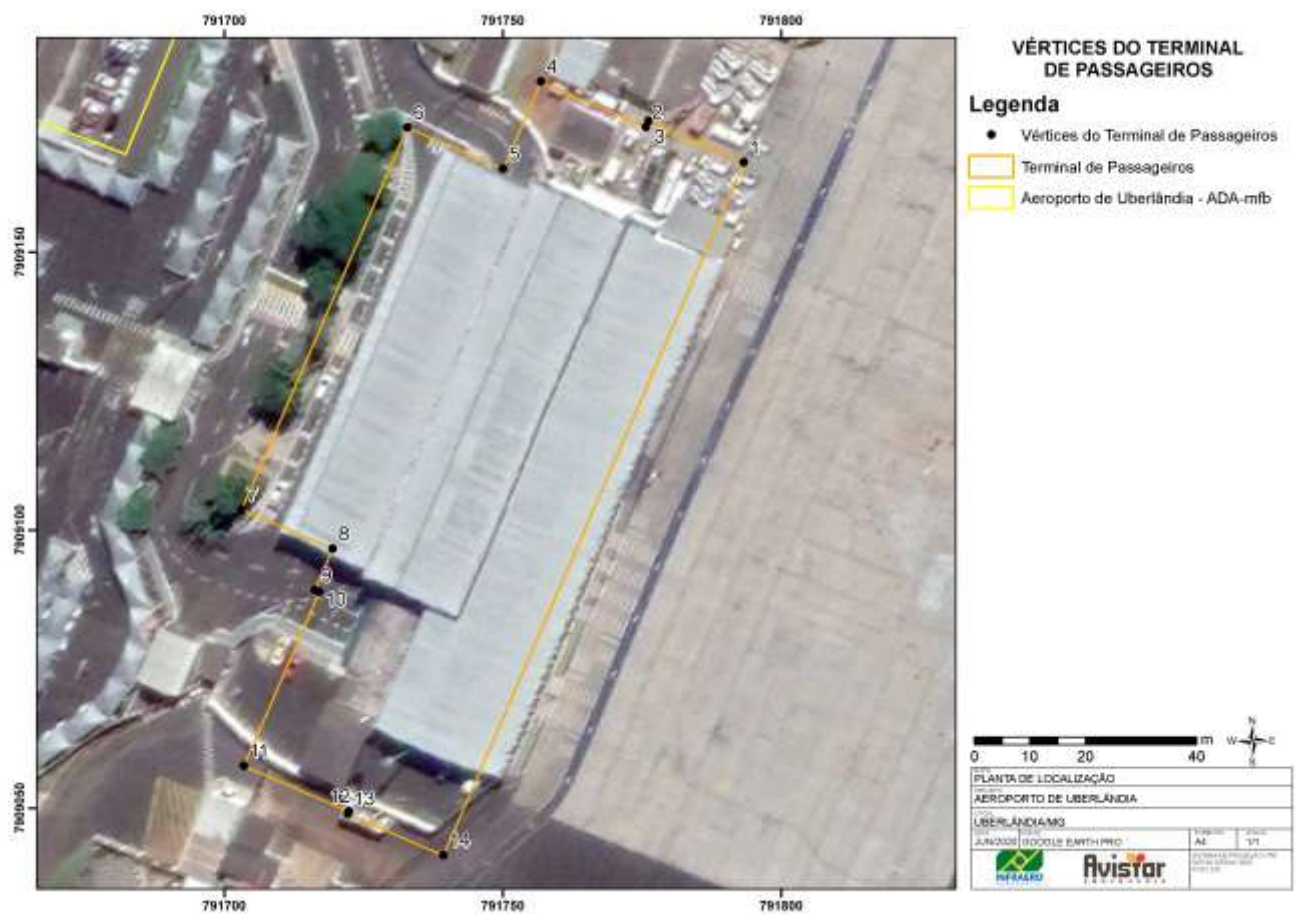 791700
791750
791800
7909150
7909100
7909050
1
2
3
4
5
6
7
8
9
10
11
12
13
14
VÉRTICES DO TERMINAL
DE PASSAGEIROS
Legenda
Vértices do Terminal de Passageiros
Terminal de Passageiros
Aeroporto de Uberlândia - ADA-mfb
0 10 20 40 m
N
W E
S
PLANTA DE LOCALIZAÇÃO
AEROPORTO DE UBERLÂNDIA
UBERLÂNDIA/MG
JUN/2020 GOOGLE EARTH PRO A4 1/1
INFRAERO
Avistar
ENGENHARIA